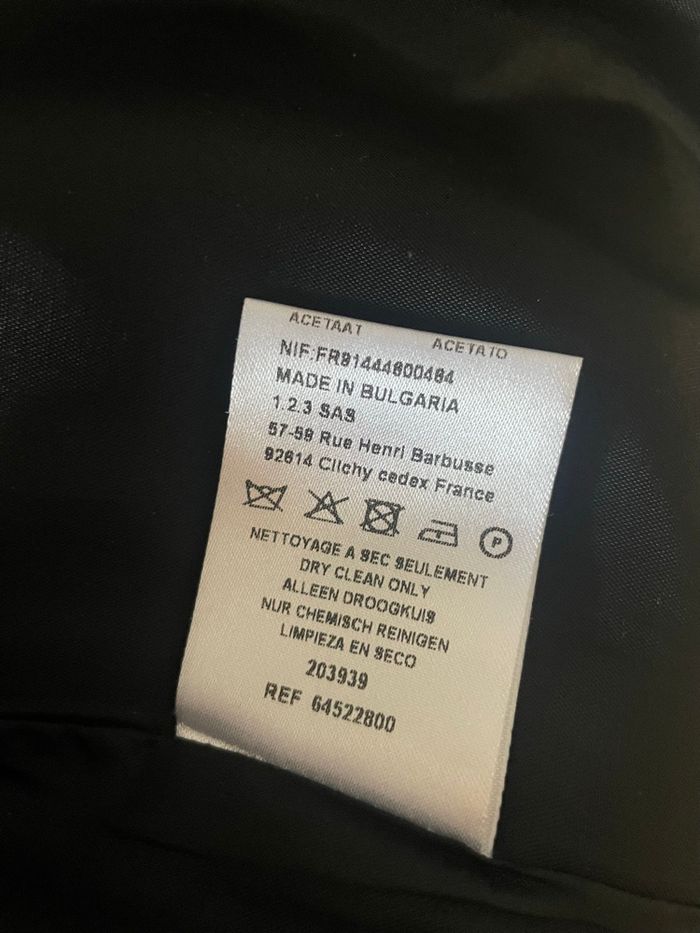 ACETAAT ACETATO
NIF:FR91444600464
MADE IN BULGARIA
1.2.3 SAS
57-59 Rue Henri Barbusse
92614 Clichy cedex France
P
NETTOYAGE A SEC SEULEMENT
DRY CLEAN ONLY
ALLEEN DROOGKUIS
NUR CHEMISCH REINIGEN
LIMPIEZA EN SECO
203939
REF 64522800